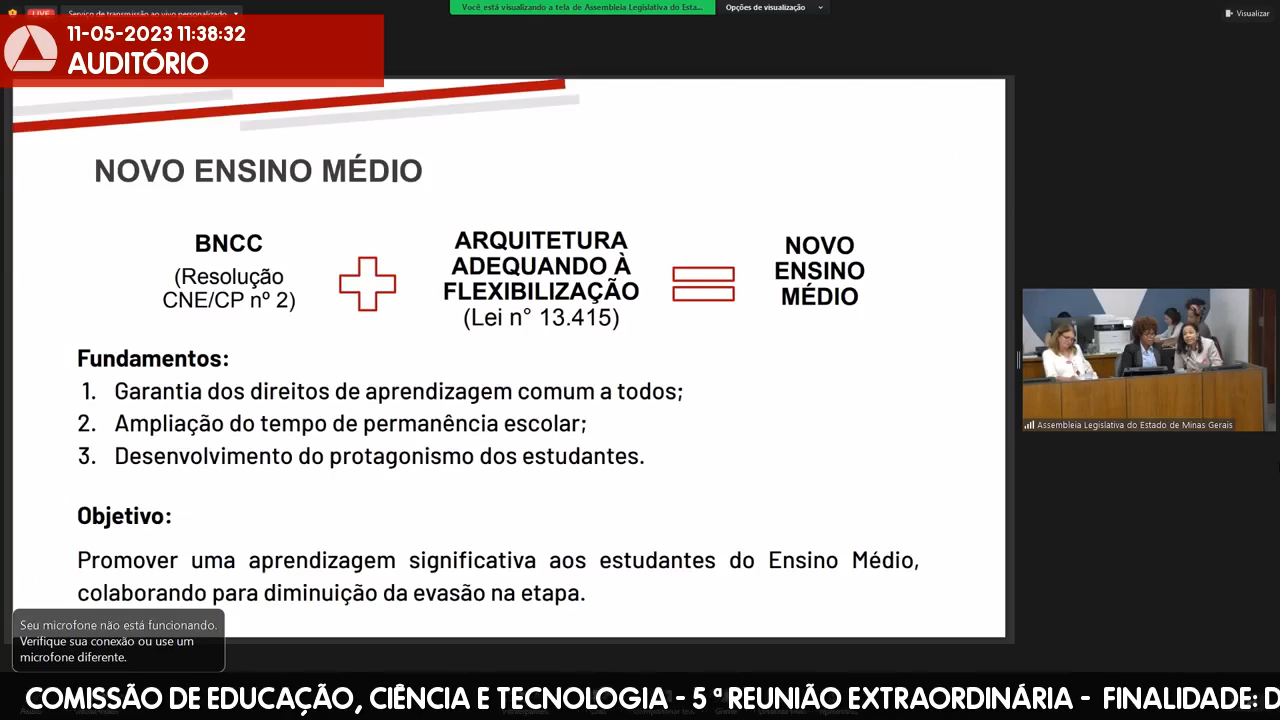 LIVE
Serviço de transmissão ao vivo personalizado
Você está visualizando a tela de Assembleia Legislativa do Esta...
Opções de visualização
Visualizar
11-05-2023 11:38:32
AUDITÓRIO
NOVO ENSINO MÉDIO
BNCC
(Resolução
CNE/CP nº 2)
ARQUITETURA
ADEQUANDO À
FLEXIBILIZAÇÃO
(Lei n° 13.415)
NOVO
ENSINO
MÉDIO
Fundamentos:
1. Garantia dos direitos de aprendizagem comum a todos;
2. Ampliação do tempo de permanência escolar;
3. Desenvolvimento do protagonismo dos estudantes.
Objetivo:
Promover uma aprendizagem significativa aos estudantes do Ensino Médio,
colaborando para diminuição da evasão na etapa.
Assembleia Legislativa do Estado de Minas Gerais
Seu microfone não está funcionando.
Verifique sua conexão ou use um
microfone diferente.
COMISSÃO DE EDUCAÇÃO, CIÊNCIA E TECNOLOGIA - 5 ª REUNIÃO EXTRAORDINÁRIA - FINALIDADE: D